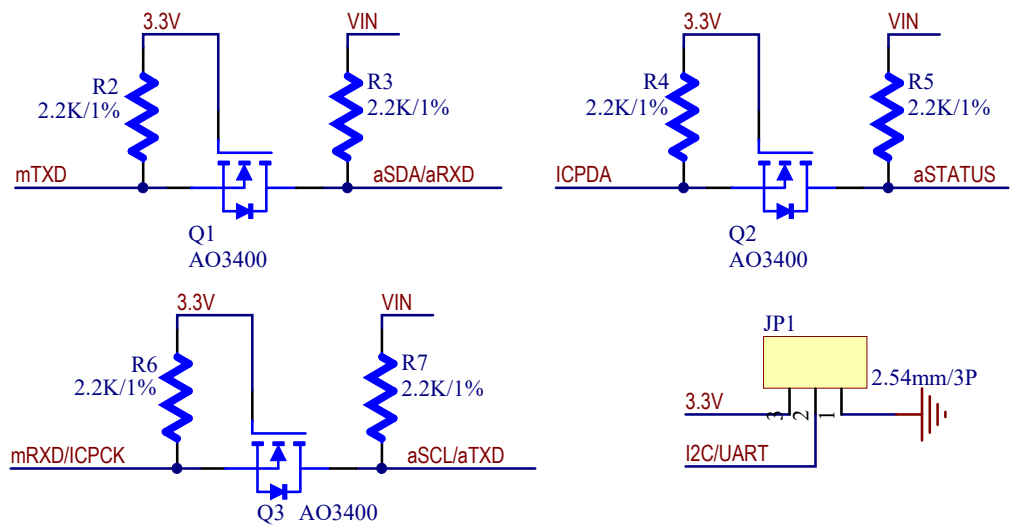 3.3V
VIN
R2
2.2K/1%
R3
2.2K/1%
mTXD
aSDA/aRXD
Q1
AO3400
3.3V
VIN
R4
2.2K/1%
R5
2.2K/1%
ICPDA
aSTATUS
Q2
AO3400
3.3V
VIN
R6
2.2K/1%
R7
2.2K/1%
mRXD/ICPCK
aSCL/aTXD
Q3 AO3400
JP1
2.54mm/3P
3.3V
3 2 1
I2C/UART